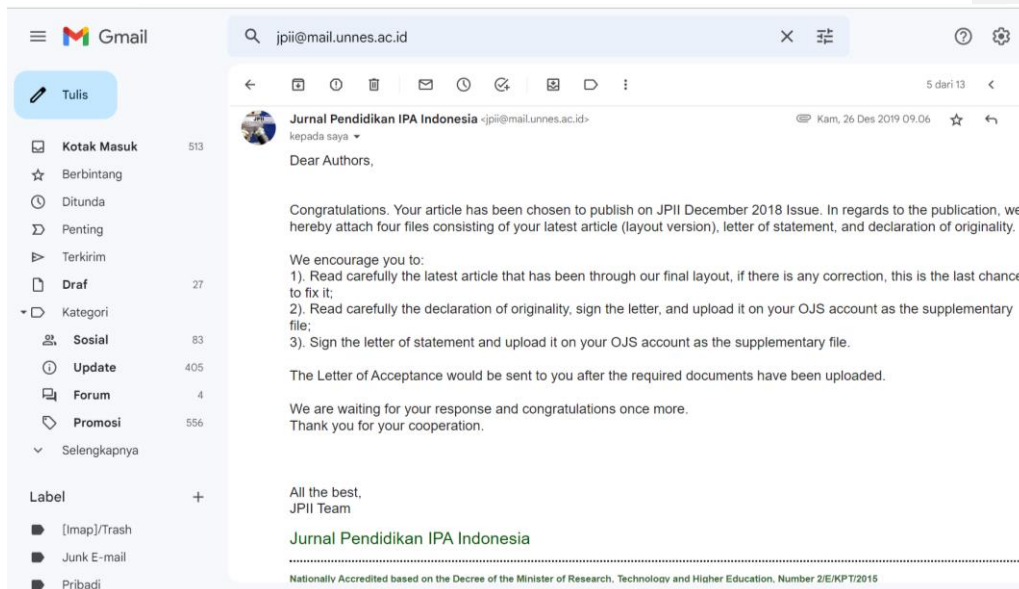 Gmail
jpii@mail.unnes.ac.id
Tulis
5 dari 13
Kotak Masuk 513
Berbintang
Ditunda
Penting
Terkirim
Draf 27
Kategori
Sosial 83
Update 405
Forum 4
Promosi 556
Selengkapnya
Label
[Imap]/Trash
Junk E-mail
Pribadi
Jurnal Pendidikan IPA Indonesia <jpii@mail.unnes.ac.id>
Kam, 26 Des 2019 09.06
kepada saya
Dear Authors,
Congratulations. Your article has been chosen to publish on JPII December 2018 Issue. In regards to the publication, we
hereby attach four files consisting of your latest article (layout version), letter of statement, and declaration of originality.
We encourage you to:
1). Read carefully the latest article that has been through our final layout, if there is any correction, this is the last chance
to fix it;
2). Read carefully the declaration of originality, sign the letter, and upload it on your OJS account as the supplementary
file;
3). Sign the letter of statement and upload it on your OJS account as the supplementary file.
The Letter of Acceptance would be sent to you after the required documents have been uploaded.
We are waiting for your response and congratulations once more.
Thank you for your cooperation.
All the best,
JPII Team
Jurnal Pendidikan IPA Indonesia
Nationally Accredited based on the Decree of the Minister of Research, Technology and Higher Education, Number 2/E/KPT/2015